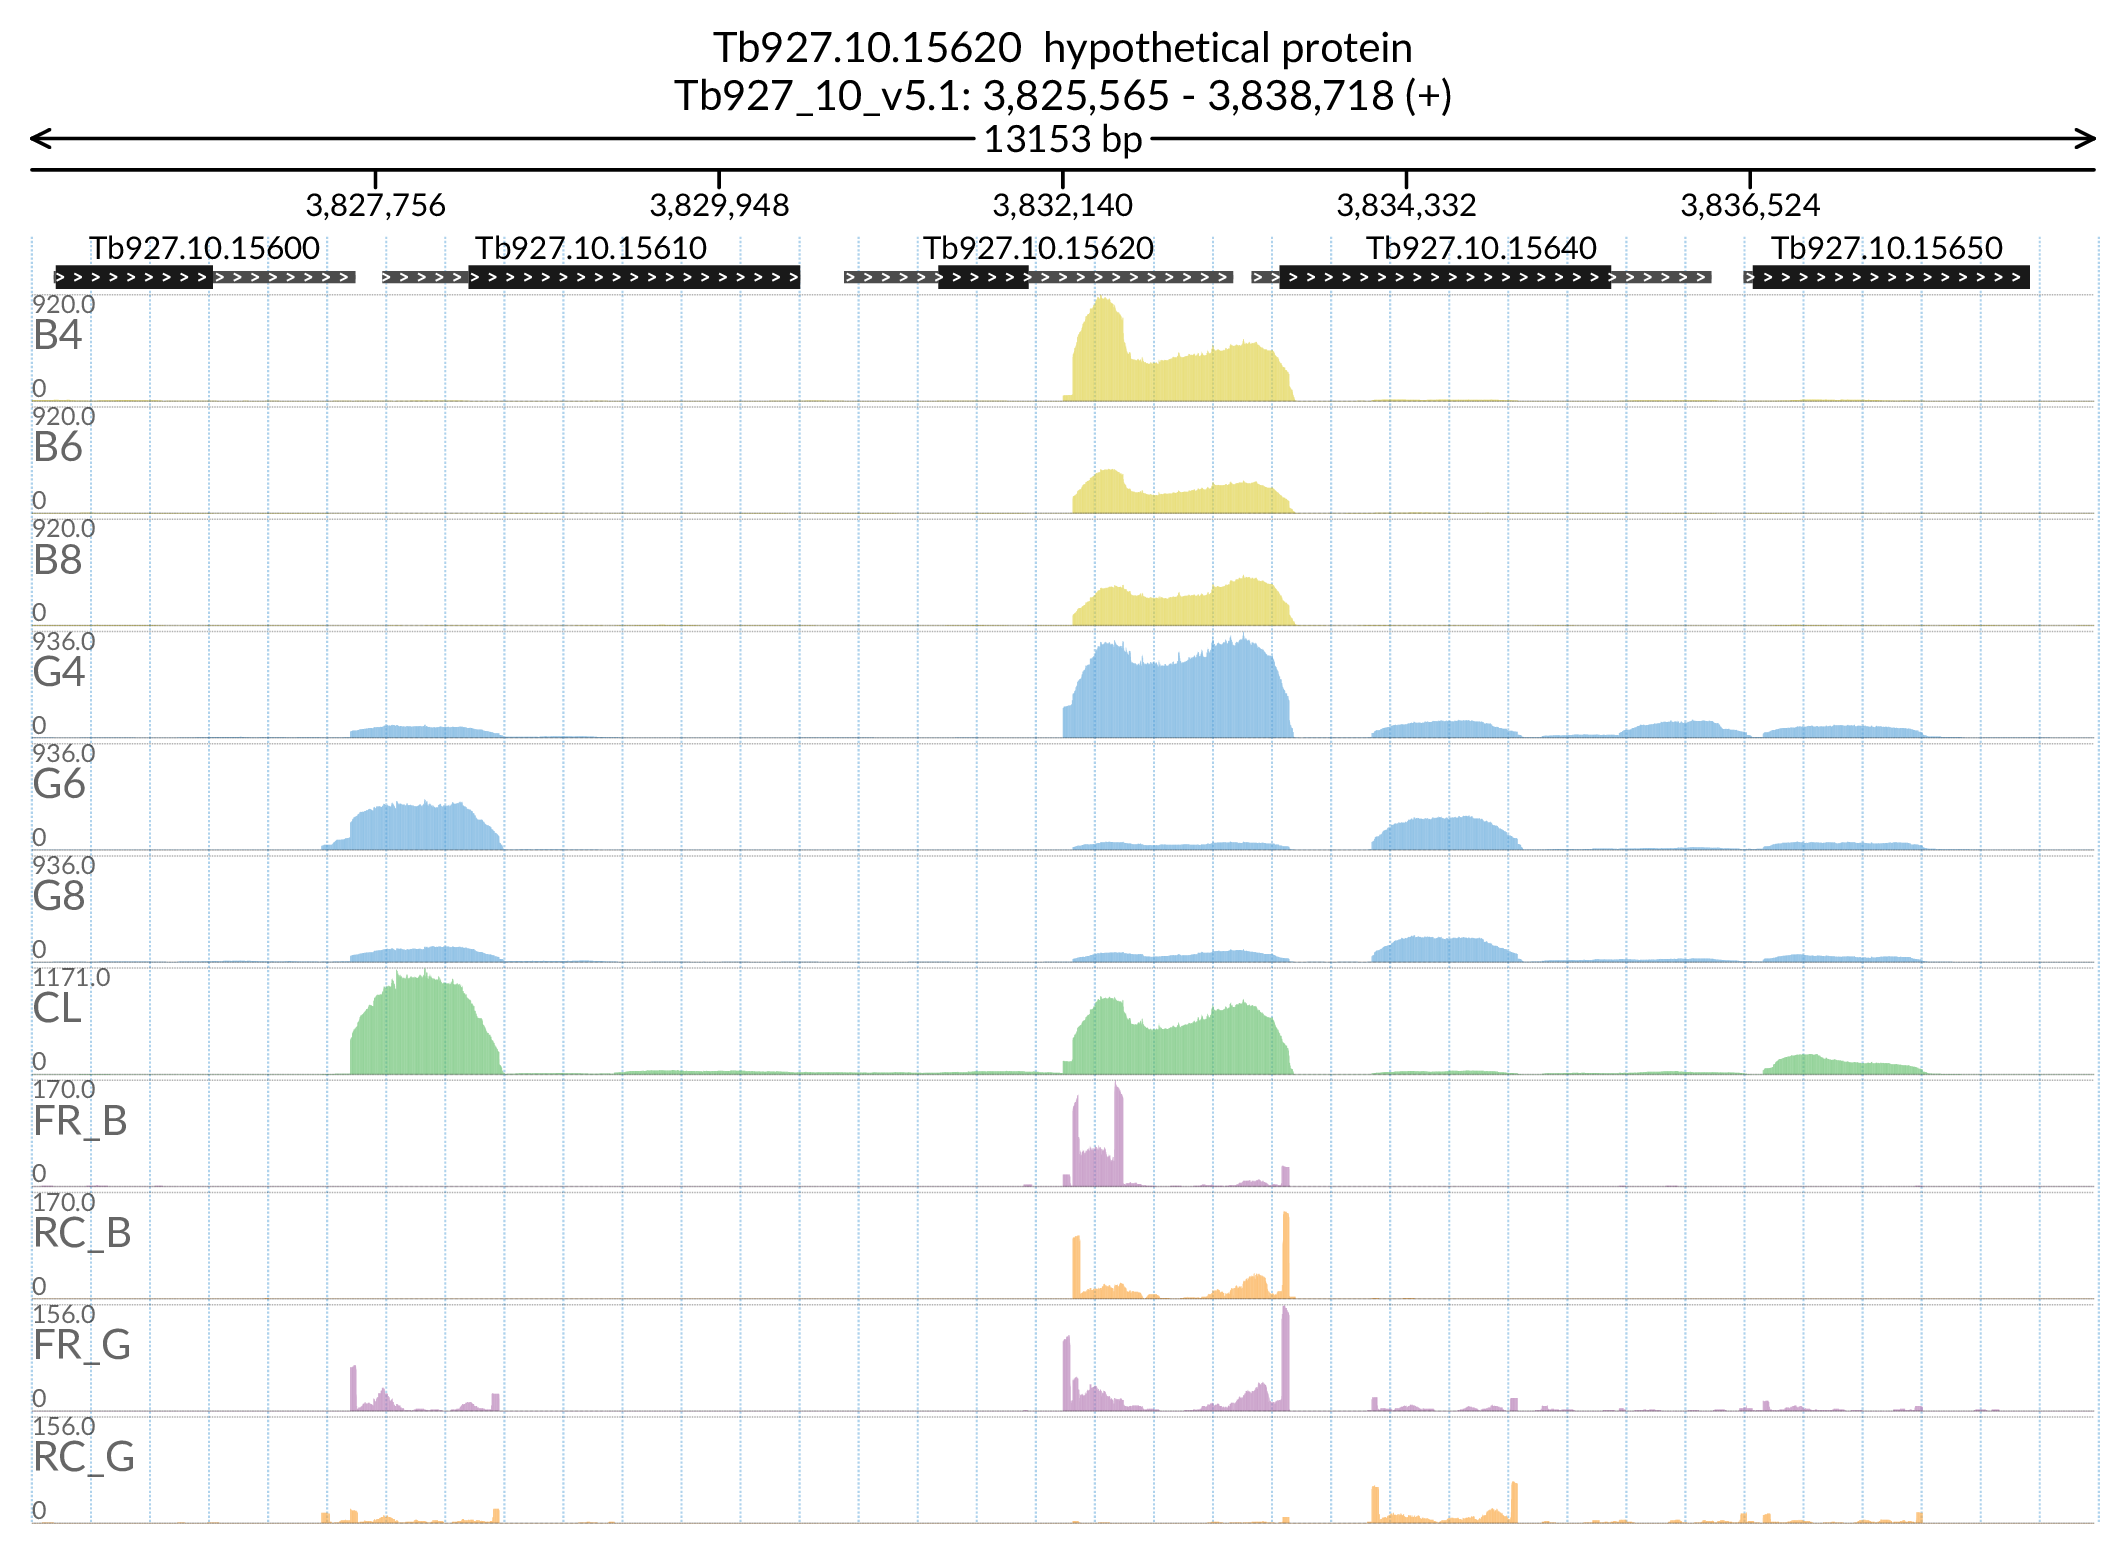 Tb927.10.15620 hypothetical protein
Tb927_10_v5.1: 3,825,565 - 3,838,718 (+)
13153 bp
3,827,756 3,829,948 3,832,140 3,834,332 3,836,524
Tb927.10.15600 Tb927.10.15610 Tb927.10.15620 Tb927.10.15640 Tb927.10.15650
920.0
B4
0
920.0
B6
0
920.0
B8
0
936.0
G4
0
936.0
G6
0
936.0
G8
0
1171.0
CL
0
170.0
FR_B
0
170.0
RC_B
0
156.0
FR_G
0
156.0
RC_G
0